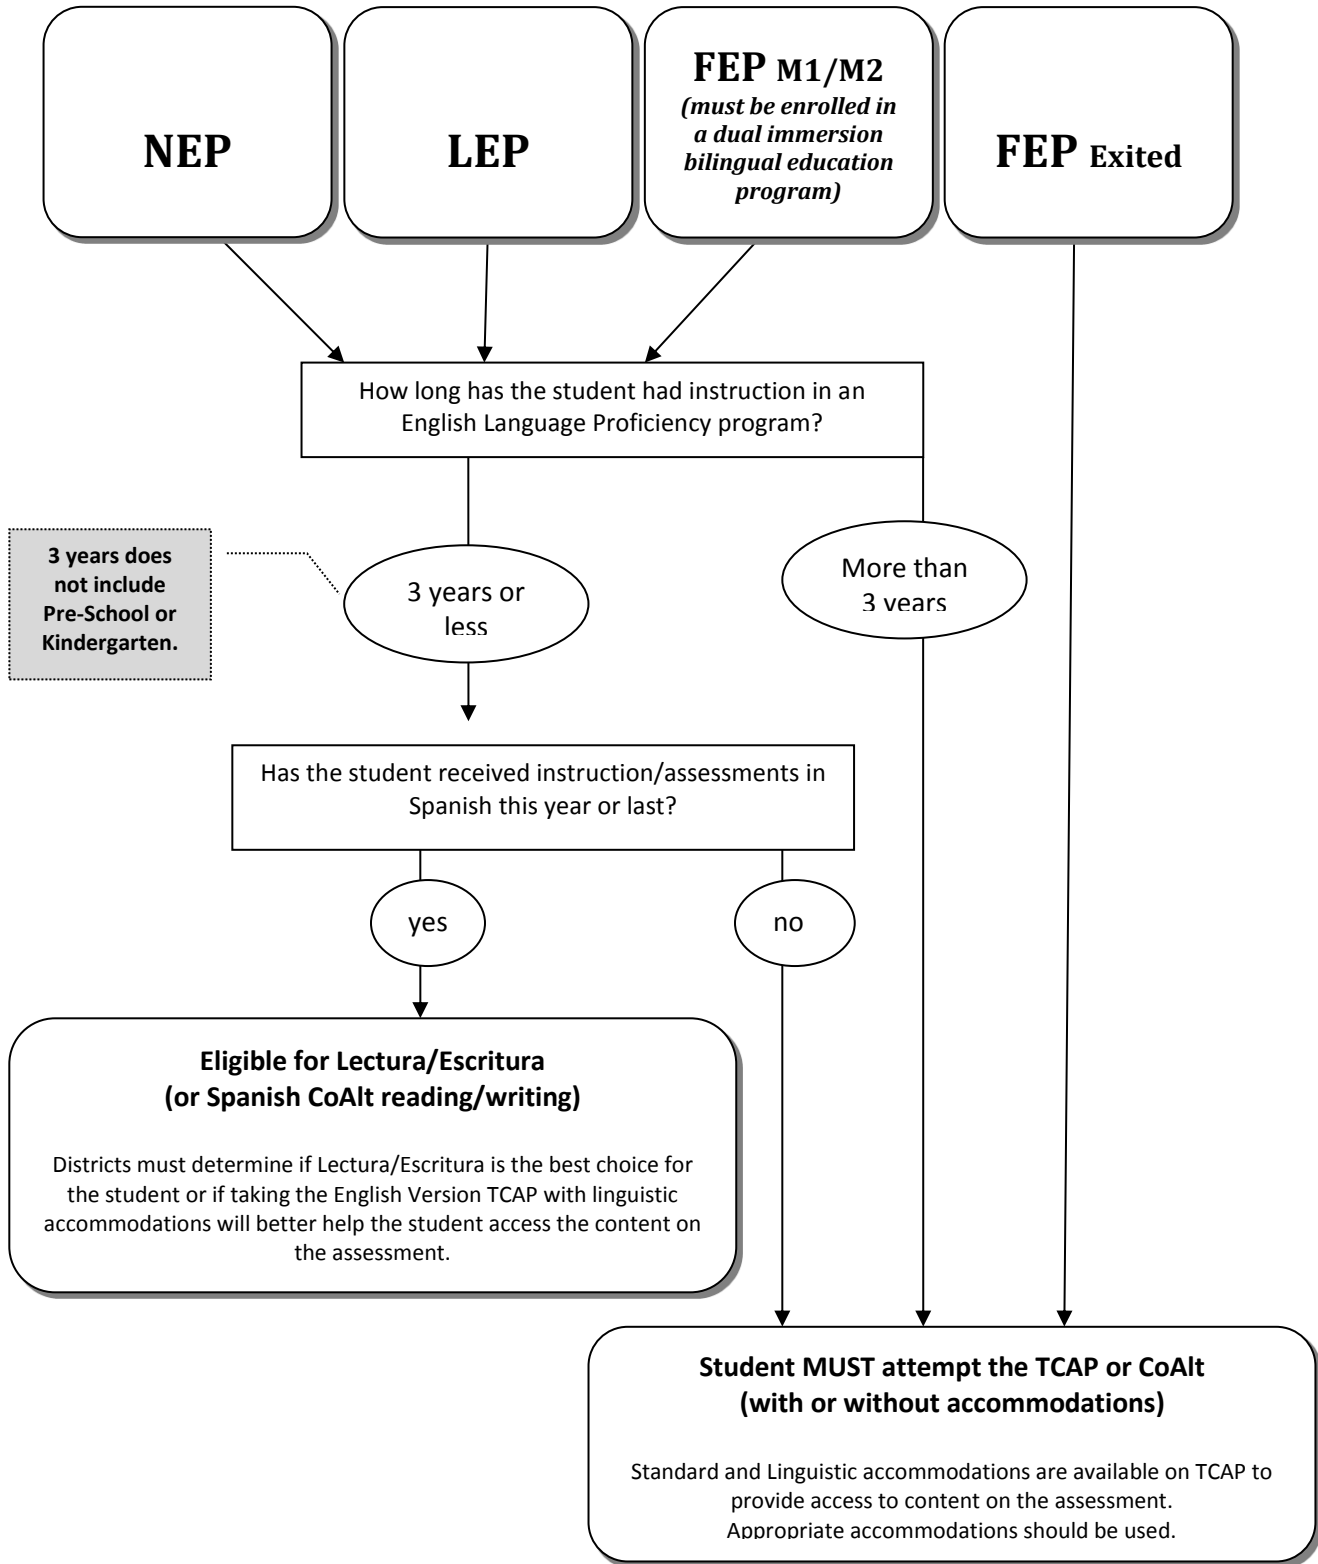 NEP
LEP
FEP M1/M2
(must be enrolled in
a dual immersion
bilingual education
program)
FEP Exited
How long has the student had instruction in an
English Language Proficiency program?
3 years does
not include
Pre-School or
Kindergarten.
3 years or
less
More than
3 years
Has the student received instruction/assessments in
Spanish this year or last?
yes
no
Eligible for Lectura/Escritura
(or Spanish CoAlt reading/writing)
Districts must determine if Lectura/Escritura is the best choice for
the student or if taking the English Version TCAP with linguistic
accommodations will better help the student access the content on
the assessment.
Student MUST attempt the TCAP or CoAlt
(with or without accommodations)
Standard and Linguistic accommodations are available on TCAP to
provide access to content on the assessment.
Appropriate accommodations should be used.